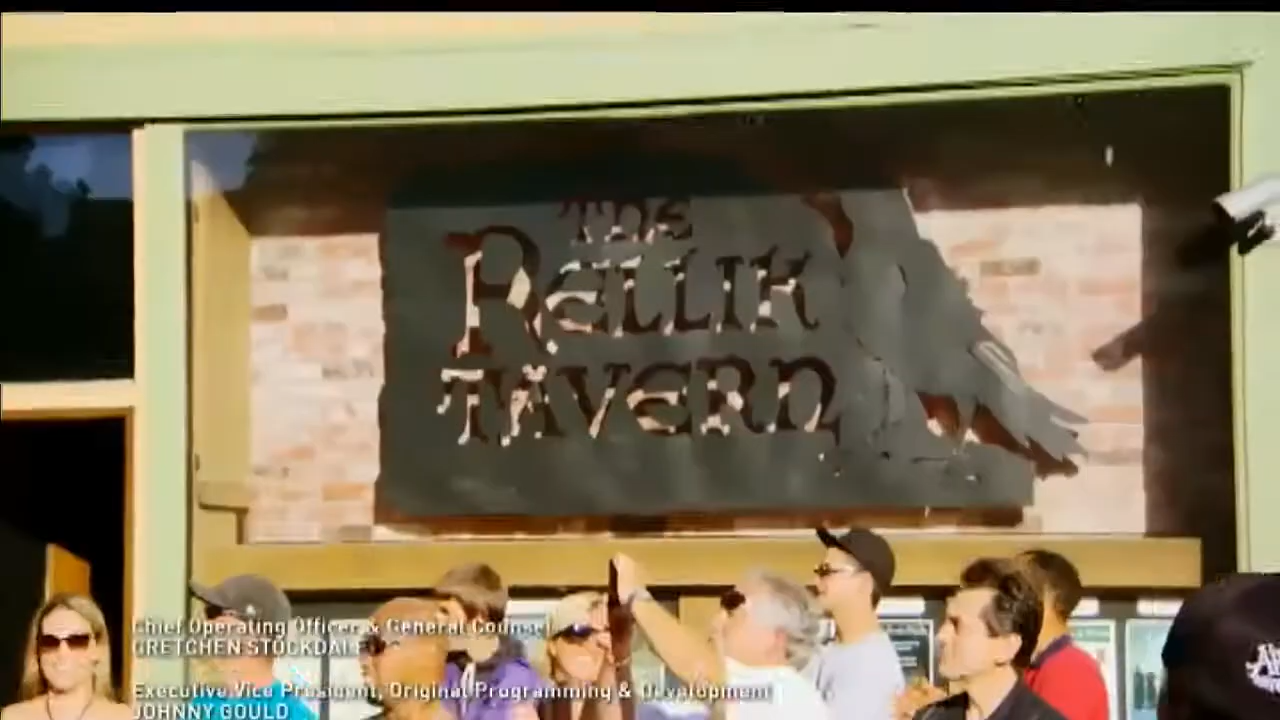 The
Rellik
Tavern
Chief Operating Officer & General Counsel
GRETCHEN STOCKDALE
Executive Vice President, Original Programming & Development
JOHNNY GOULD